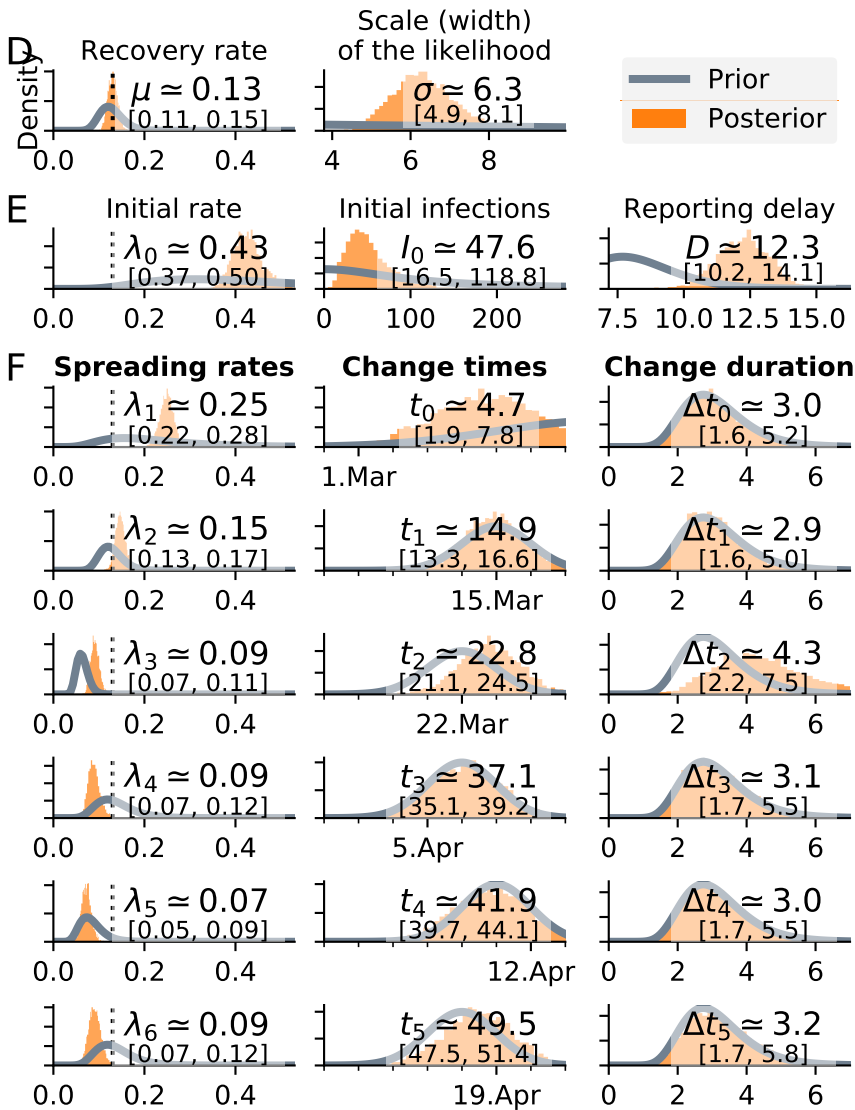 D
Density
Recovery rate
μ ≃ 0.13
[0.11, 0.15]
0.0 0.2 0.4
Scale (width)
of the likelihood
σ ≃ 6.3
[4.9, 8.1]
4 6 8
Prior
Posterior
E
Initial rate
λ₀ ≃ 0.43
[0.37, 0.50]
0.0 0.2 0.4
Initial infections
I₀ ≃ 47.6
[16.5, 118.8]
0 100 200
Reporting delay
D ≃ 12.3
[10.2, 14.1]
7.5 10.0 12.5 15.0
F
Spreading rates
Change times
Change duration
λ₁ ≃ 0.25
[0.22, 0.28]
0.0 0.2 0.4
t₀ ≃ 4.7
[1.9, 7.8]
1.Mar
Δt₀ ≃ 3.0
[1.6, 5.2]
0 2 4 6
λ₂ ≃ 0.15
[0.13, 0.17]
0.0 0.2 0.4
t₁ ≃ 14.9
[13.3, 16.6]
15.Mar
Δt₁ ≃ 2.9
[1.6, 5.0]
0 2 4 6
λ₃ ≃ 0.09
[0.07, 0.11]
0.0 0.2 0.4
t₂ ≃ 22.8
[21.1, 24.5]
22.Mar
Δt₂ ≃ 4.3
[2.2, 7.5]
0 2 4 6
λ₄ ≃ 0.09
[0.07, 0.12]
0.0 0.2 0.4
t₃ ≃ 37.1
[35.1, 39.2]
5.Apr
Δt₃ ≃ 3.1
[1.7, 5.5]
0 2 4 6
λ₅ ≃ 0.07
[0.05, 0.09]
0.0 0.2 0.4
t₄ ≃ 41.9
[39.7, 44.1]
12.Apr
Δt₄ ≃ 3.0
[1.7, 5.5]
0 2 4 6
λ₆ ≃ 0.09
[0.07, 0.12]
0.0 0.2 0.4
t₅ ≃ 49.5
[47.5, 51.4]
19.Apr
Δt₅ ≃ 3.2
[1.7, 5.8]
0 2 4 6